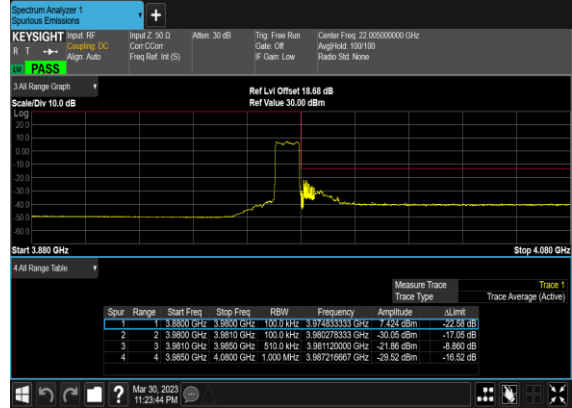 Spectrum Analyzer 1
Spurious Emissions
+
KEYSIGHT Input: RF Input Z: 50 Ω Atten: 30 dB Trig: Free Run Center Freq: 22.005000000 GHz
R T Coupling: DC Corr CCorr Gate: Off Avg|Hold: 100/100
Align: Auto Freq Ref: Int (S) IF Gain: Low Radio Std: None
PASS
3 All Range Graph
Ref Lvl Offset 18.68 dB
Scale/Div 10.0 dB Ref Value 30.00 dBm
Log
20.0
10.0
0.00
-10.0
-20.0
-30.0
-40.0
-50.0
-60.0
Start 3.880 GHz Stop 4.080 GHz
4 All Range Table
Measure Trace Trace 1
Trace Type Trace Average (Active)
Spur Range Start Freq Stop Freq RBW Frequency Amplitude ΔLimit
1 1 3.8800 GHz 3.9800 GHz 100.0 kHz 3.974833333 GHz 7.424 dBm -22.58 dB
2 2 3.9800 GHz 3.9810 GHz 100.0 kHz 3.980278333 GHz -30.05 dBm -17.05 dB
3 3 3.9810 GHz 3.9850 GHz 510.0 kHz 3.981120000 GHz -21.86 dBm -8.860 dB
4 4 3.9850 GHz 4.0800 GHz 1.000 MHz 3.987216667 GHz -29.52 dBm -16.52 dB
? Mar 30, 2023
11:23:44 PM